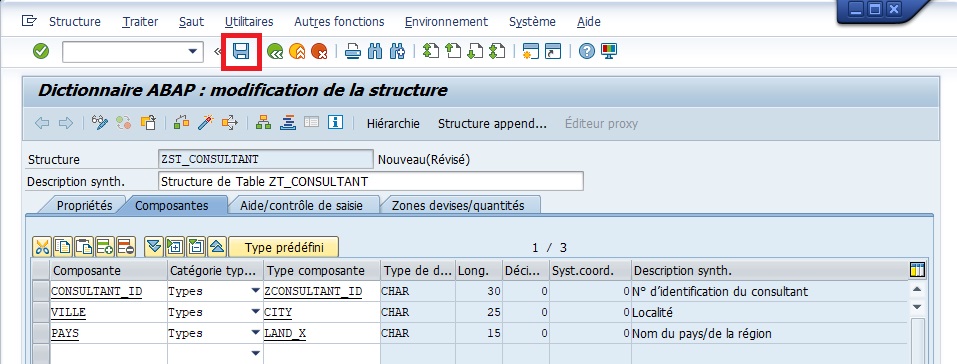 Structure Traiter Saut Utilitaires Autres fonctions Environnement Système Aide
Dictionnaire ABAP : modification de la structure
Hiérarchie Structure append... Éditeur proxy
Structure ZST_CONSULTANT Nouveau(Révisé)
Description synth. Structure de Table ZT_CONSULTANT
Propriétés Composantes Aide/contrôle de saisie Zones devises/quantités
Type prédéfini 1 / 3
Composante Catégorie typ... Type composante Type de d... Long. Déci... Syst.coord. Description synth.
CONSULTANT_ID Types ZCONSULTANT_ID CHAR 30 0 0 N° d'identification du consultant
VILLE Types CITY CHAR 25 0 0 Localité
PAYS Types LAND_X CHAR 15 0 0 Nom du pays/de la région